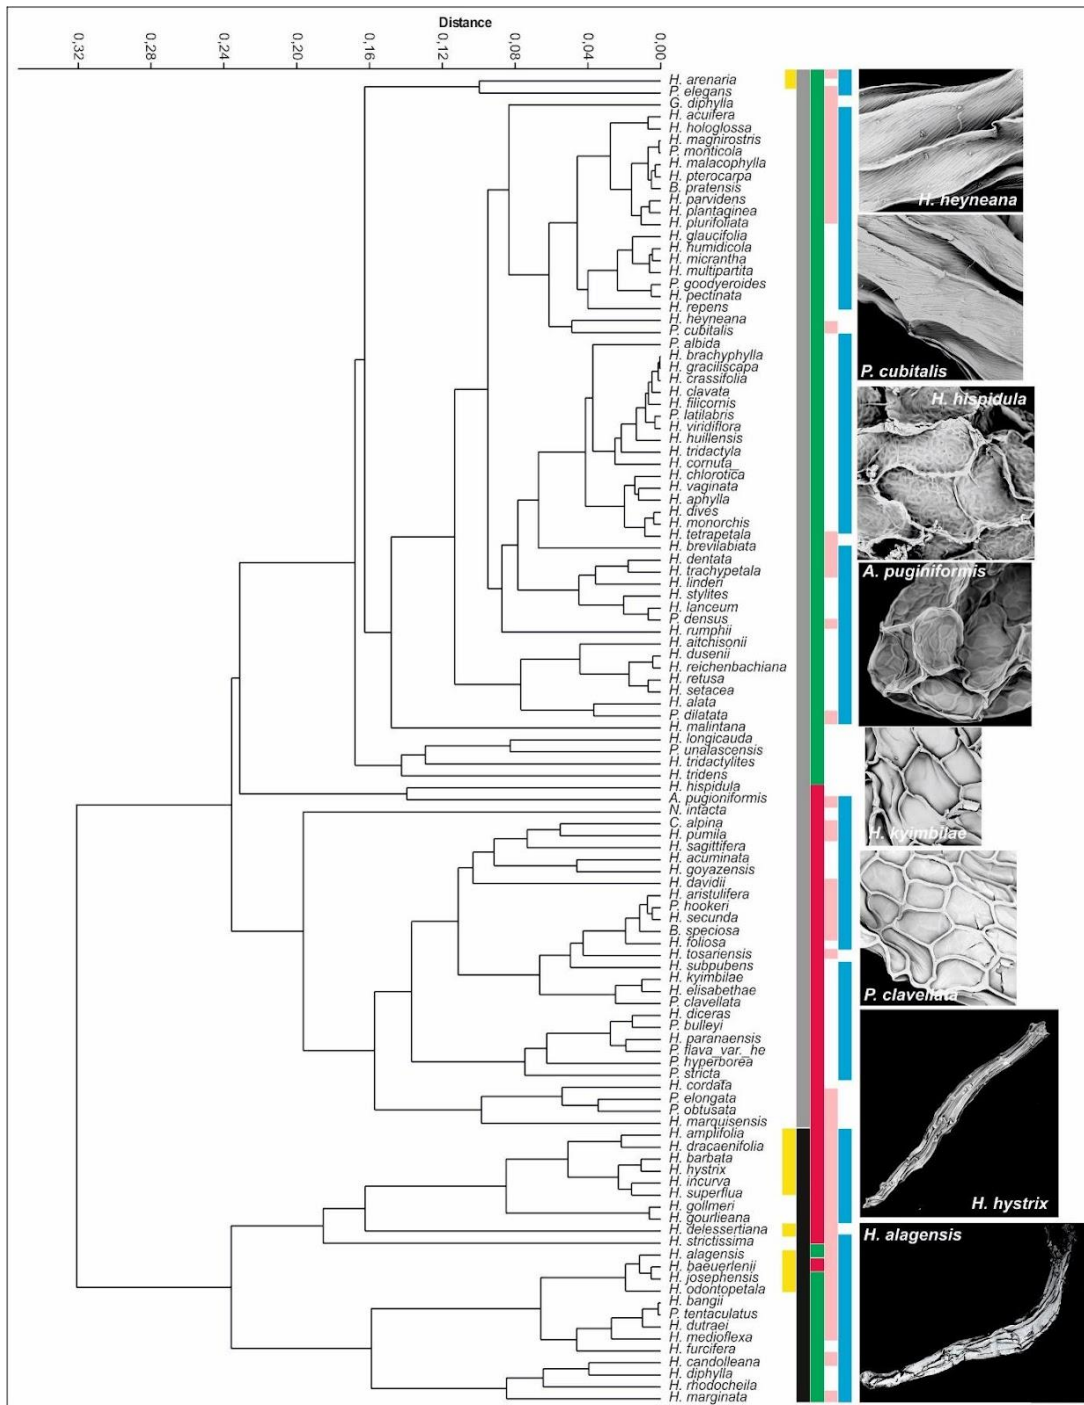 Distance
0,32
0,28
0,24
0,20
0,16
0,12
0,08
0,04
0,00
H. arenaria
P. elegans
G. diphylla
H. acuifera
H. hologlossa
H. magnirostris
P. monticola
H. malacophylla
H. pterocarpa
B. pratensis
H. parvidens
H. plantaginea
H. plurifoliata
H. glaucifolia
H. humidicola
H. micrantha
H. multipartita
P. goodyeroides
H. pectinata
H. repens
H. heyneana
P. cubitalis
P. albida
H. brachyphylla
H. graciliscapa
H. crassifolia
H. clavata
H. filicornis
P. latilabris
H. viridiflora
H. huillensis
H. tridactyla
H. cornuta_
H. chlorotica
H. vaginata
H. aphylla
H. dives
H. monorchis
H. tetrapetala
H. brevilabiata
H. dentata
H. trachypetala
H. linderi
H. stylites
H. lanceum
P. densus
H. rumphii
H. aitchisonii
H. dusenii
H. reichenbachiana
H. retusa
H. setacea
H. alata
P. dilatata
H. malintana
H. longicauda
P. unalascensis
H. tridactylites
H. tridens
H. hispidula
A. pugioniformis
N. intacta
C. alpina
H. pumila
H. sagittifera
H. acuminata
H. goyazensis
H. davidii
H. aristulifera
P. hookeri
H. secunda
B. speciosa
H. foliosa
H. tosariensis
H. subpubens
H. kyimbilae
H. elisabethae
P. clavellata
H. diceras
P. bulleyi
H. paranaensis
P. flava_var._he
P. hyperborea
P. stricta_
H. cordata
P. elongata
P. obtusata
H. marquisensis
H. amplifolia
H. dracaenifolia
H. barbata
H. hystrix
H. incurva
H. superflua
H. gollmeri
H. gourlieana
H. delessertiana
H. strictissima
H. alagensis
H. baeuerlenii
H. josephensis
H. odontopetala
H. bangii
P. tentaculatus
H. dutraei
H. medioflexa
H. furcifera
H. candolleana
H. diphylla
H. rhodocheila
H. marginata
H. heyneana
P. cubitalis
H. hispidula
A. puginiformis
H. kyimbilae
P. clavellata
H. hystrix
H. alagensis